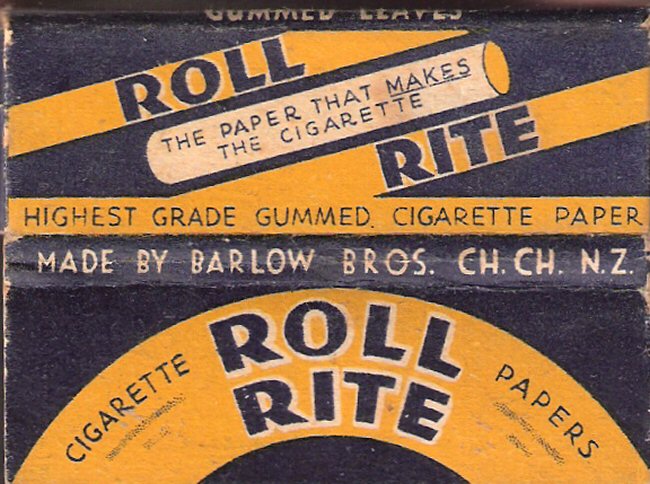 GUMMED LEAVES
ROLL
THE PAPER THAT MAKES
THE CIGARETTE
RITE
HIGHEST GRADE GUMMED. CIGARETTE PAPER
MADE BY BARLOW BROS. CH. CH. N.Z.
ROLL
RITE
CIGARETTE PAPERS